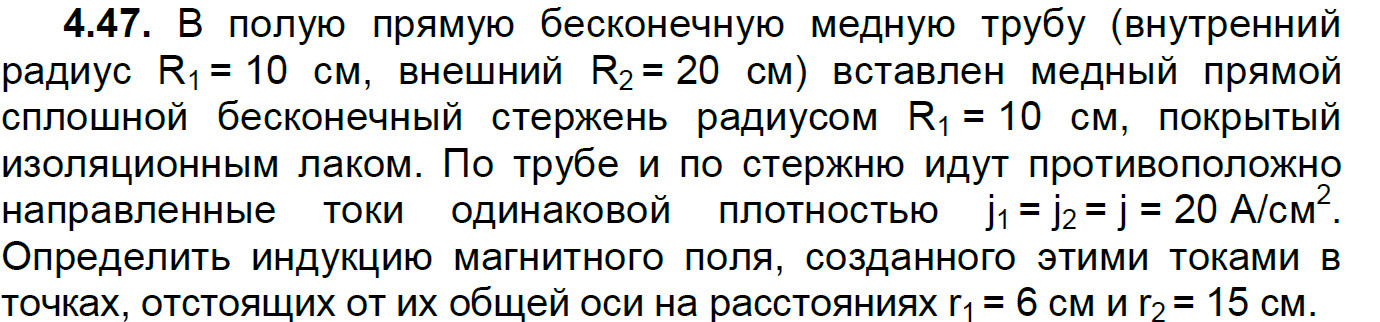 4.47. В полую прямую бесконечную медную трубу (внутренний
радиус R₁ = 10 см, внешний R₂ = 20 см) вставлен медный прямой
сплошной бесконечный стержень радиусом R₁ = 10 см, покрытый
изоляционным лаком. По трубе и по стержню идут противоположно
направленные токи одинаковой плотностью j₁ = j₂ = j = 20 А/см².
Определить индукцию магнитного поля, созданного этими токами в
точках, отстоящих от их общей оси на расстояниях r₁ = 6 см и r₂ = 15 см.